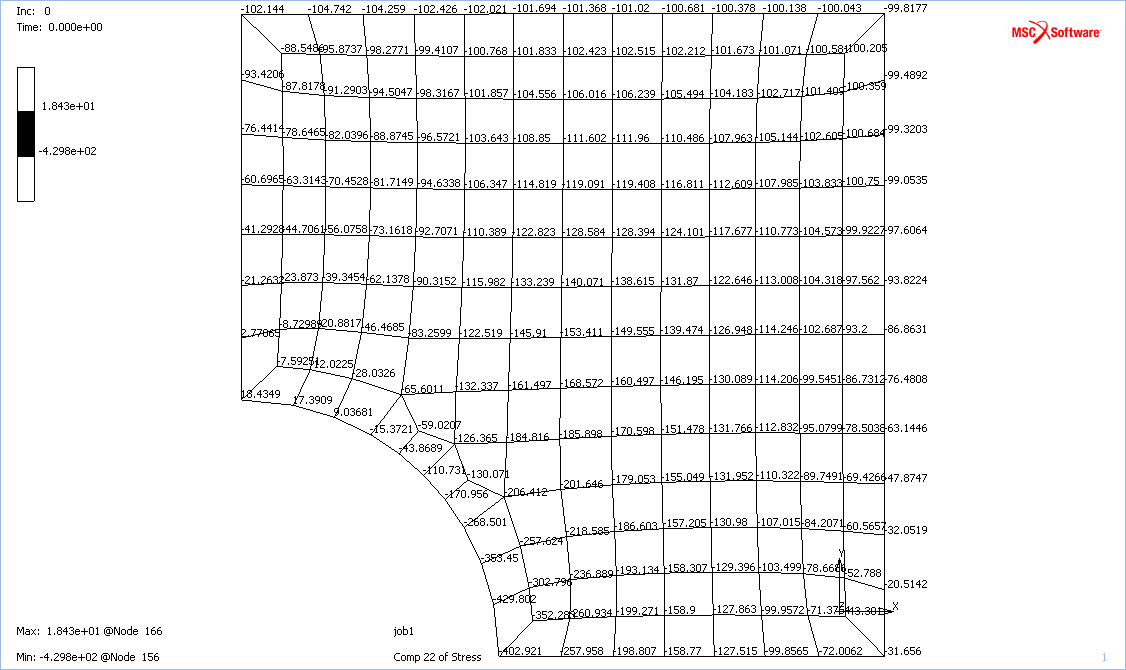 Inc: 0
Time: 0.000e+00
MSC Software
1.843e+01
-4.298e+02
-102.144 -104.742 -104.259 -102.426 -102.021 -101.694 -101.368 -101.02 -100.681 -100.378 -100.138 -100.043 -99.8177
-95.8737 -98.2771 -99.4107 -100.768 -101.833 -102.423 -102.515 -102.212 -101.673 -101.071 -100.581 -100.205
-93.4206 -99.4892
-87.8178 -91.2903 -94.5047 -98.3167 -101.857 -104.556 -106.016 -106.239 -105.494 -104.183 -102.717 -101.409 -100.359
-76.4414 -78.6465 -82.0396 -88.8745 -96.5721 -103.643 -108.85 -111.602 -111.96 -110.486 -107.963 -105.144 -102.605 -100.684 -99.3203
-60.6965 -63.3143 -70.4528 -81.7149 -94.6338 -106.347 -114.819 -119.091 -119.408 -116.811 -112.609 -107.985 -103.833 -100.75 -99.0535
-41.2928 -44.7061 -56.0758 -73.1618 -92.7071 -110.389 -122.823 -128.584 -128.394 -124.101 -117.677 -110.773 -104.573 -99.9227 -97.6064
-21.2632 -23.873 -39.3454 -62.1378 -90.3152 -115.982 -133.239 -140.071 -138.615 -131.87 -122.646 -113.008 -104.318 -97.562 -93.8224
2.77865 -8.72989 -20.8817 -46.4685 -83.2599 -122.519 -145.91 -153.411 -149.555 -139.474 -126.948 -114.246 -102.687 -93.2 -86.8631
-7.59251 -12.0225 -28.0326
18.4349 17.3909 9.03681 -65.6011 -132.337 -161.497 -168.572 -160.497 -146.195 -130.089 -114.206 -99.5451 -86.7312 -76.4808
-15.3721 -59.0207 -126.365 -184.816 -185.898 -170.598 -151.478 -131.766 -112.832 -95.0799 -78.5038 -63.1446
-43.8689
-110.731 -130.071 -206.412 -201.646 -179.053 -155.049 -131.952 -110.322 -89.7491 -69.4266 -47.8747
-170.956
-268.501 -257.624 -218.585 -186.603 -157.205 -130.98 -107.015 -84.2071 -60.5657 -32.0519
-353.45 -302.796 -236.889 -193.134 -158.307 -129.396 -103.499 -52.788 -20.5142
Y
-429.802 -260.934 -199.271 -158.9 -127.863 -99.9572 Z X
-402.921 -257.958 -198.807 -158.77 -127.515 -99.8565 -72.0062 -31.656
Max: 1.843e+01 @Node 166
Min: -4.298e+02 @Node 156
job1
Comp 22 of Stress
1